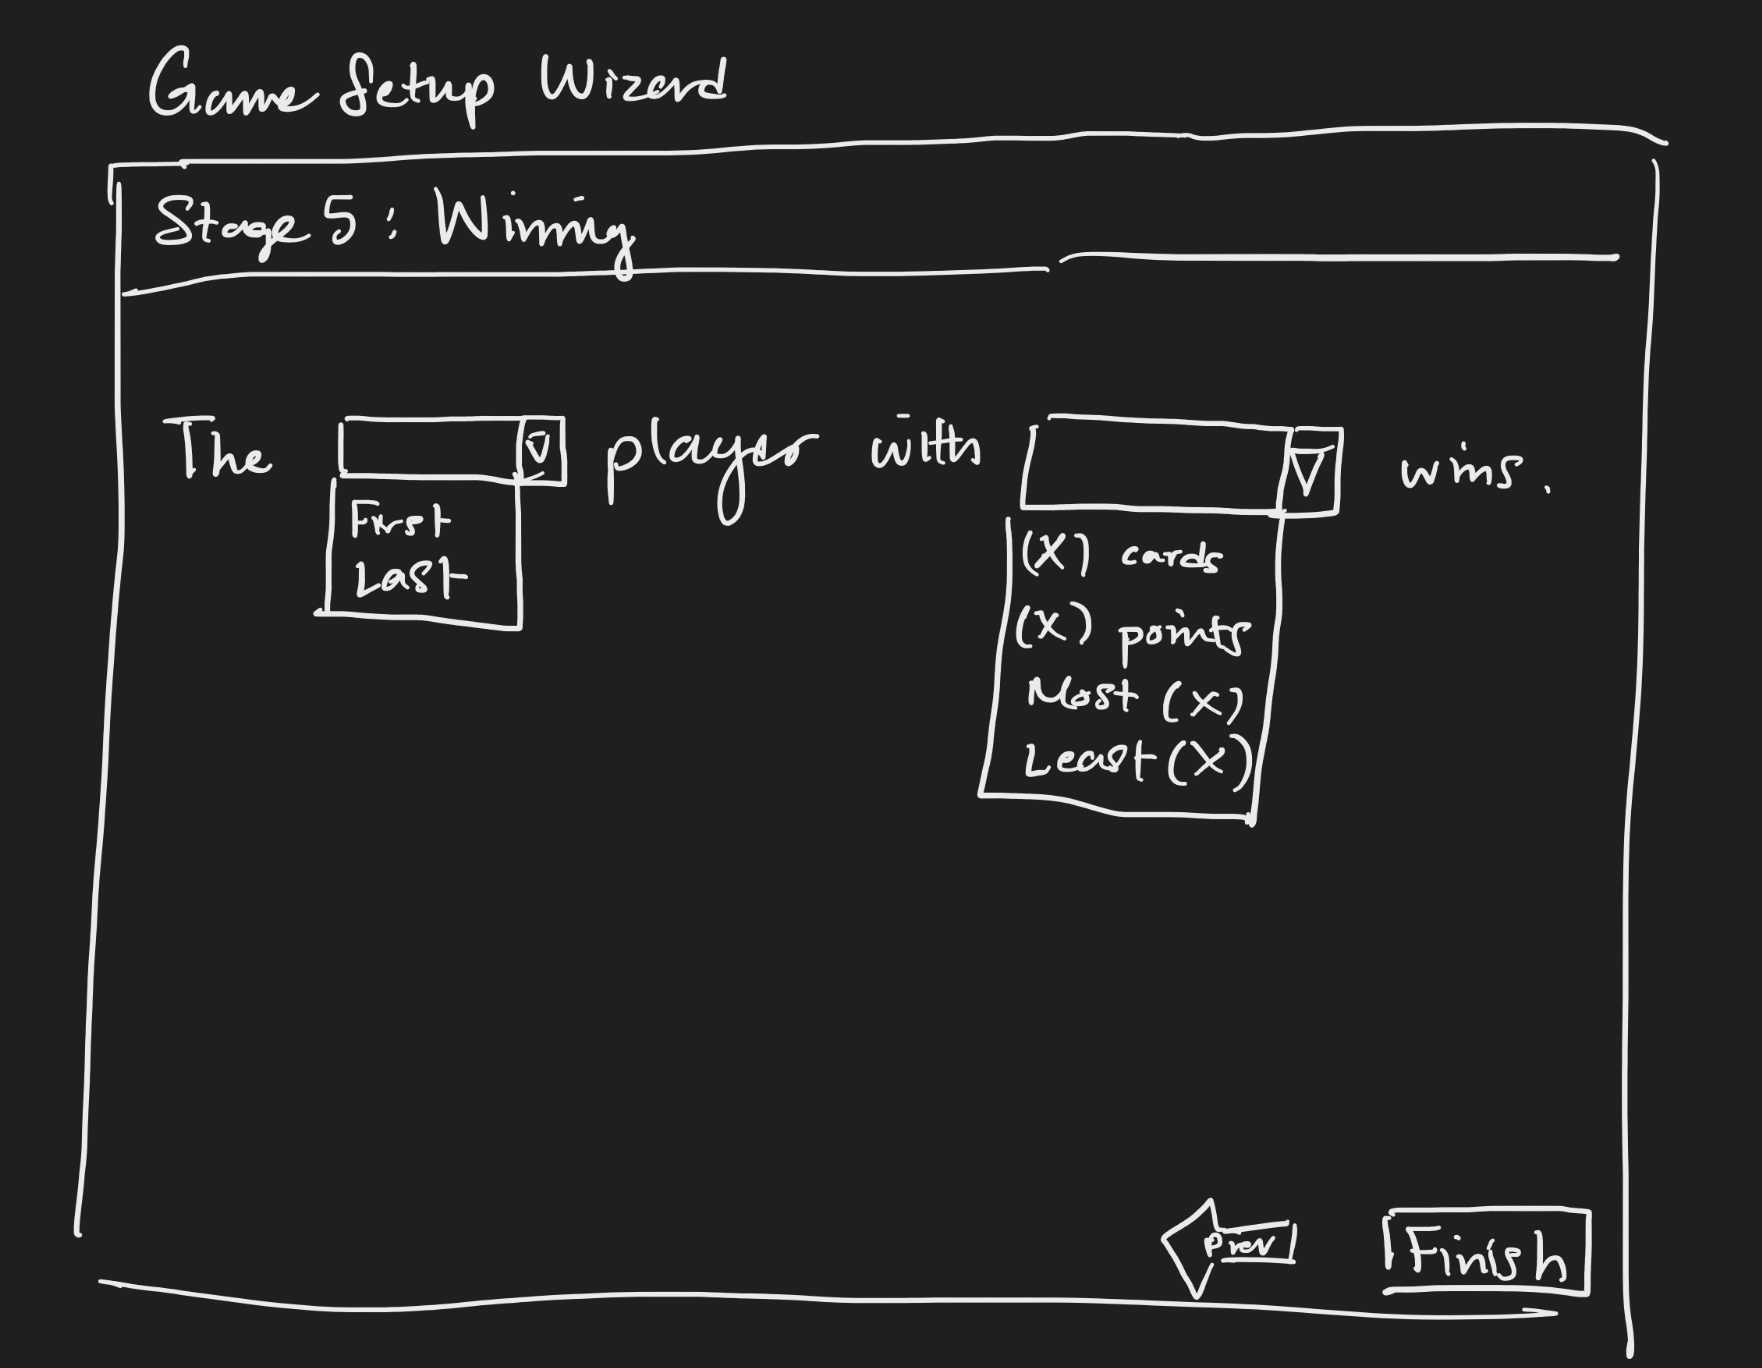 Game Setup Wizard
Stage 5: Winning
The player with wins.
First
Last
(X) cards
(X) points
Most (X)
Least (X)
Prev
Finish